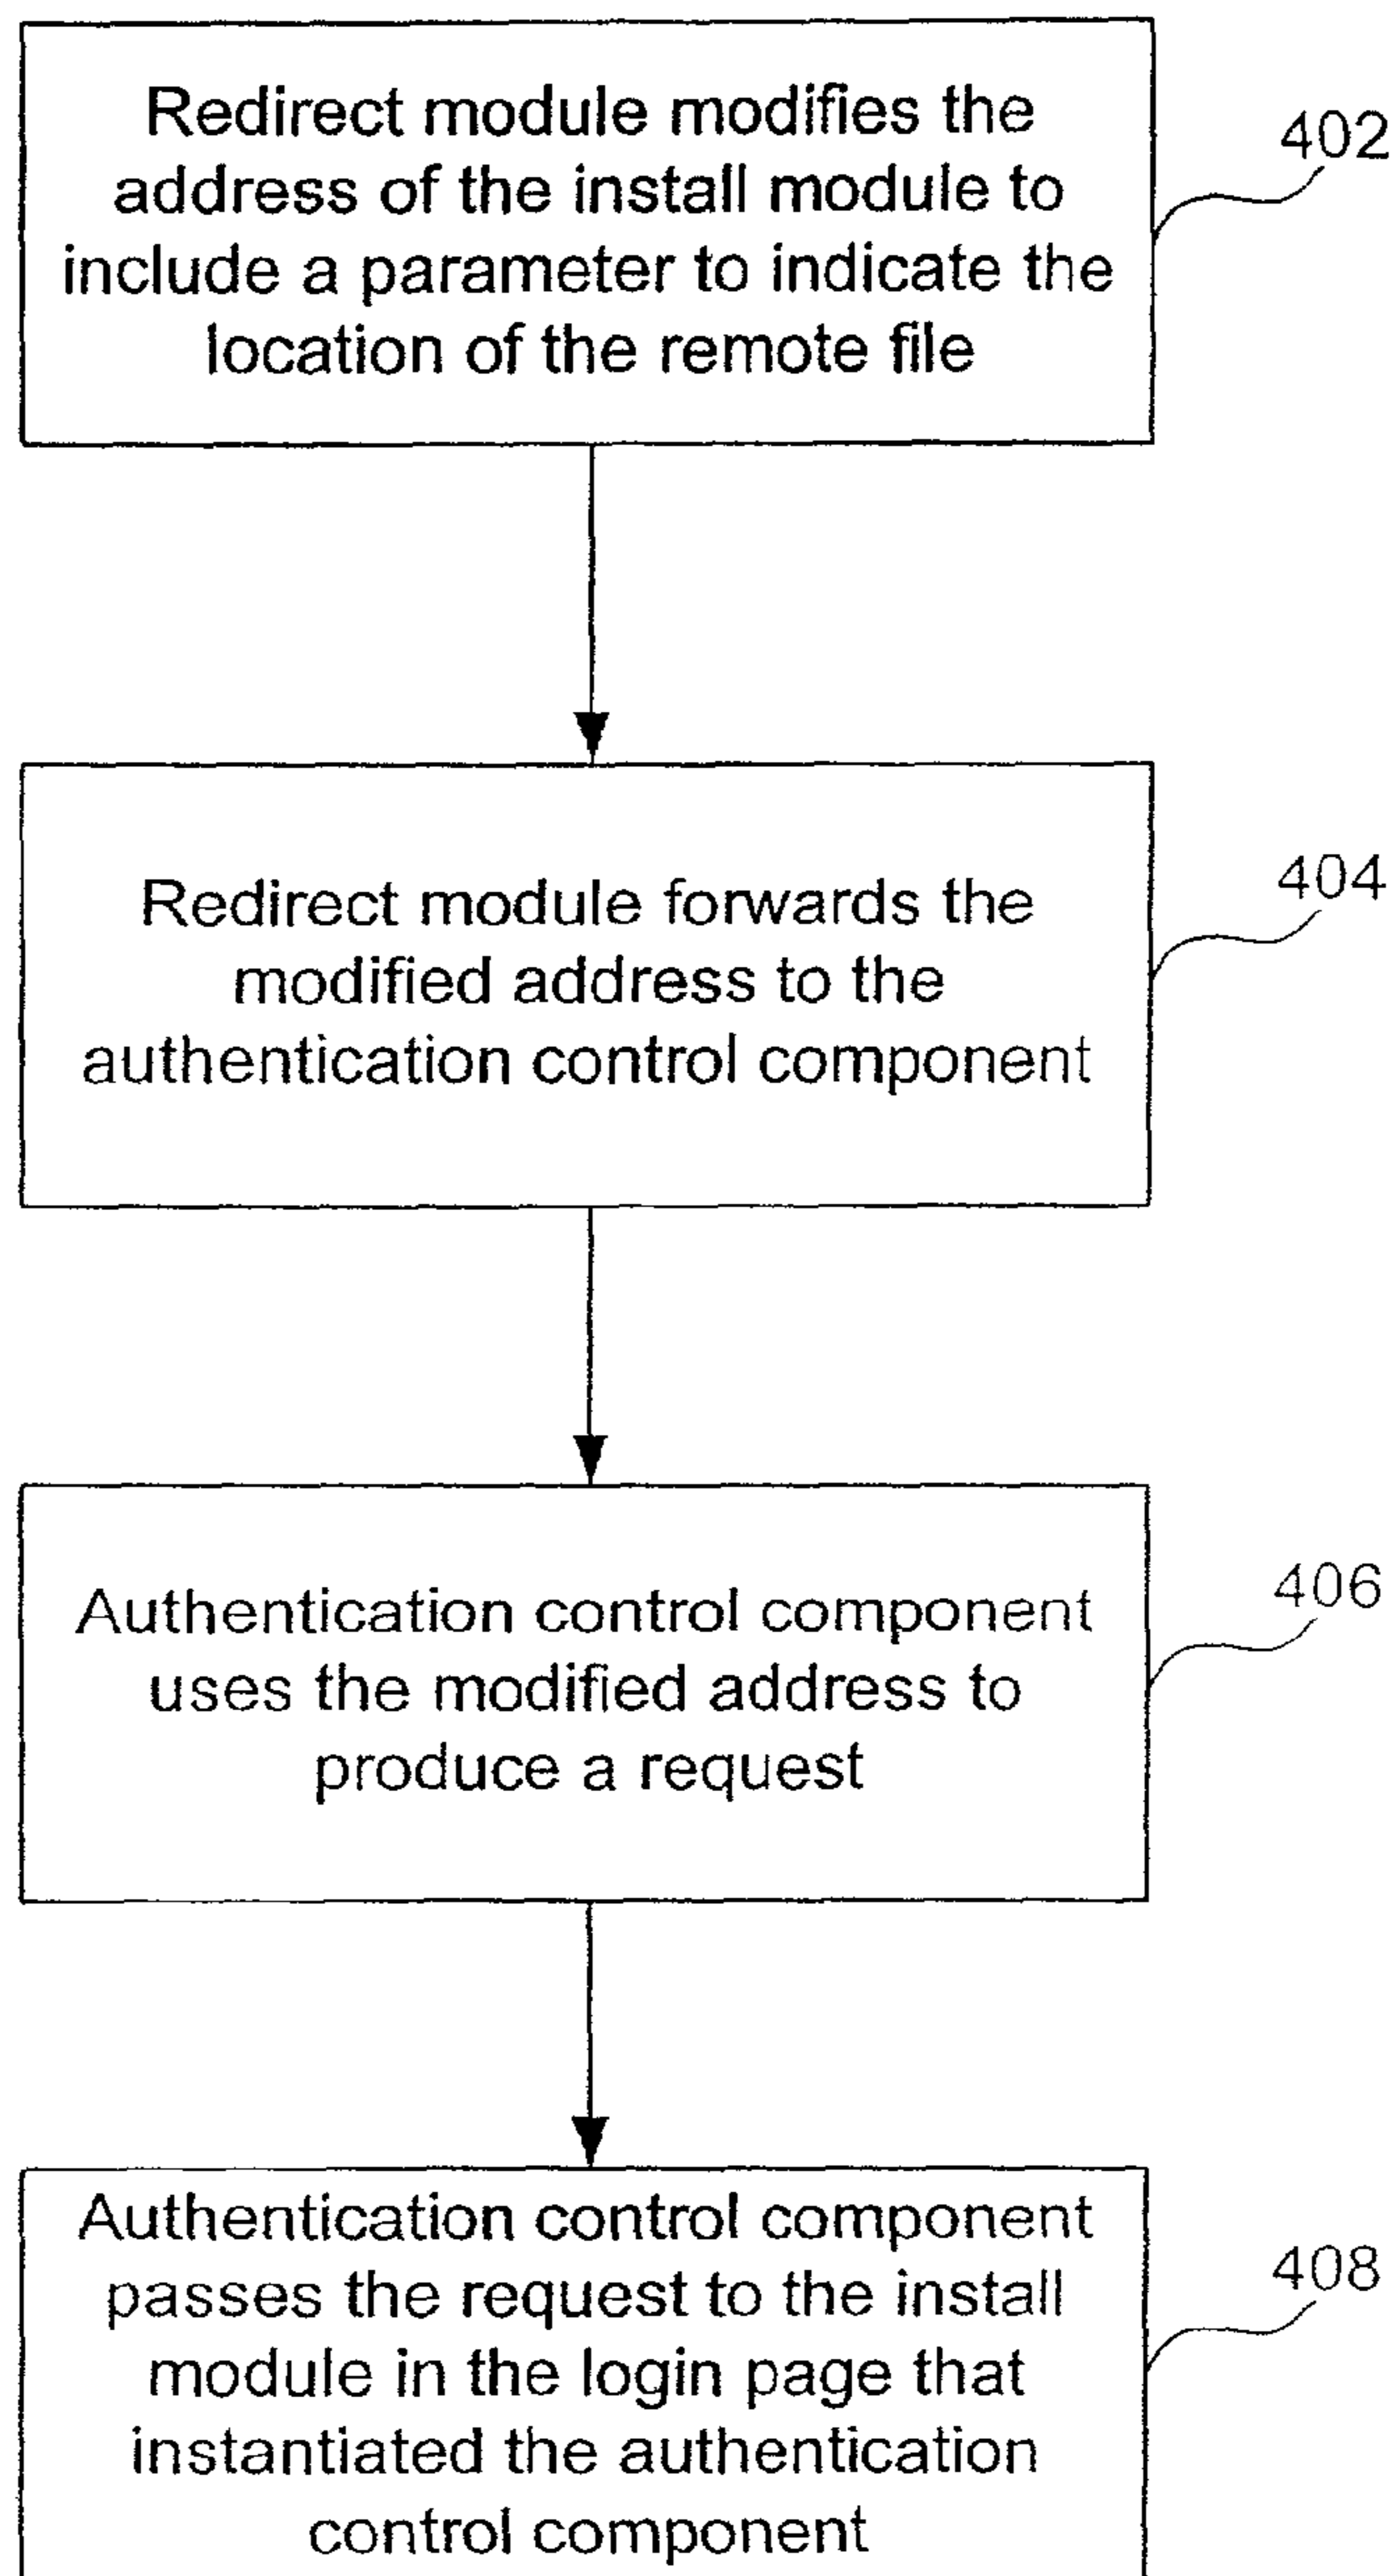 Redirect module modifies the
address of the install module to
include a parameter to indicate the
location of the remote file
402
Redirect module forwards the
modified address to the
authentication control component
404
Authentication control component
uses the modified address to
produce a request
406
Authentication control component
passes the request to the install
module in the login page that
instantiated the authentication
control component
408